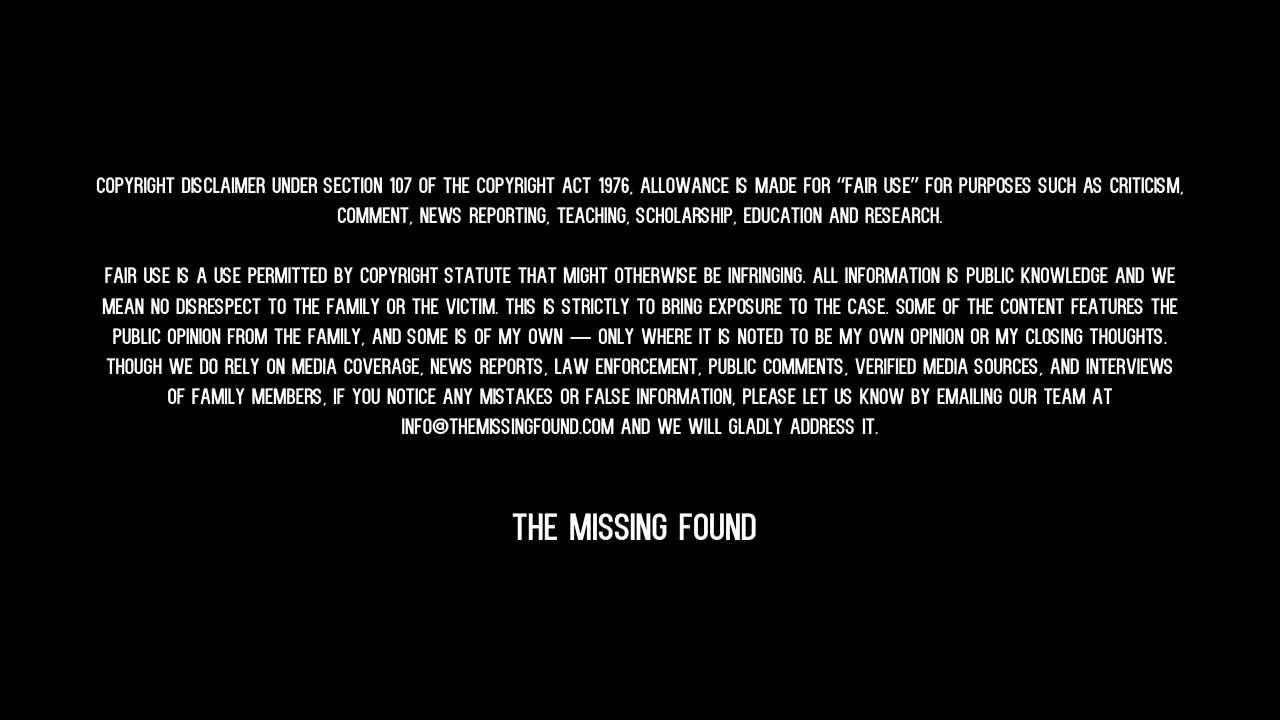 COPYRIGHT DISCLAIMER UNDER SECTION 107 OF THE COPYRIGHT ACT 1976, ALLOWANCE IS MADE FOR “FAIR USE” FOR PURPOSES SUCH AS CRITICISM,
COMMENT, NEWS REPORTING, TEACHING, SCHOLARSHIP, EDUCATION AND RESEARCH.
FAIR USE IS A USE PERMITTED BY COPYRIGHT STATUTE THAT MIGHT OTHERWISE BE INFRINGING. ALL INFORMATION IS PUBLIC KNOWLEDGE AND WE
MEAN NO DISRESPECT TO THE FAMILY OR THE VICTIM. THIS IS STRICTLY TO BRING EXPOSURE TO THE CASE. SOME OF THE CONTENT FEATURES THE
PUBLIC OPINION FROM THE FAMILY, AND SOME IS OF MY OWN — ONLY WHERE IT IS NOTED TO BE MY OWN OPINION OR MY CLOSING THOUGHTS.
THOUGH WE DO RELY ON MEDIA COVERAGE, NEWS REPORTS, LAW ENFORCEMENT, PUBLIC COMMENTS, VERIFIED MEDIA SOURCES, AND INTERVIEWS
OF FAMILY MEMBERS, IF YOU NOTICE ANY MISTAKES OR FALSE INFORMATION, PLEASE LET US KNOW BY EMAILING OUR TEAM AT
INFO@THEMISSINGFOUND.COM AND WE WILL GLADLY ADDRESS IT.
THE MISSING FOUND